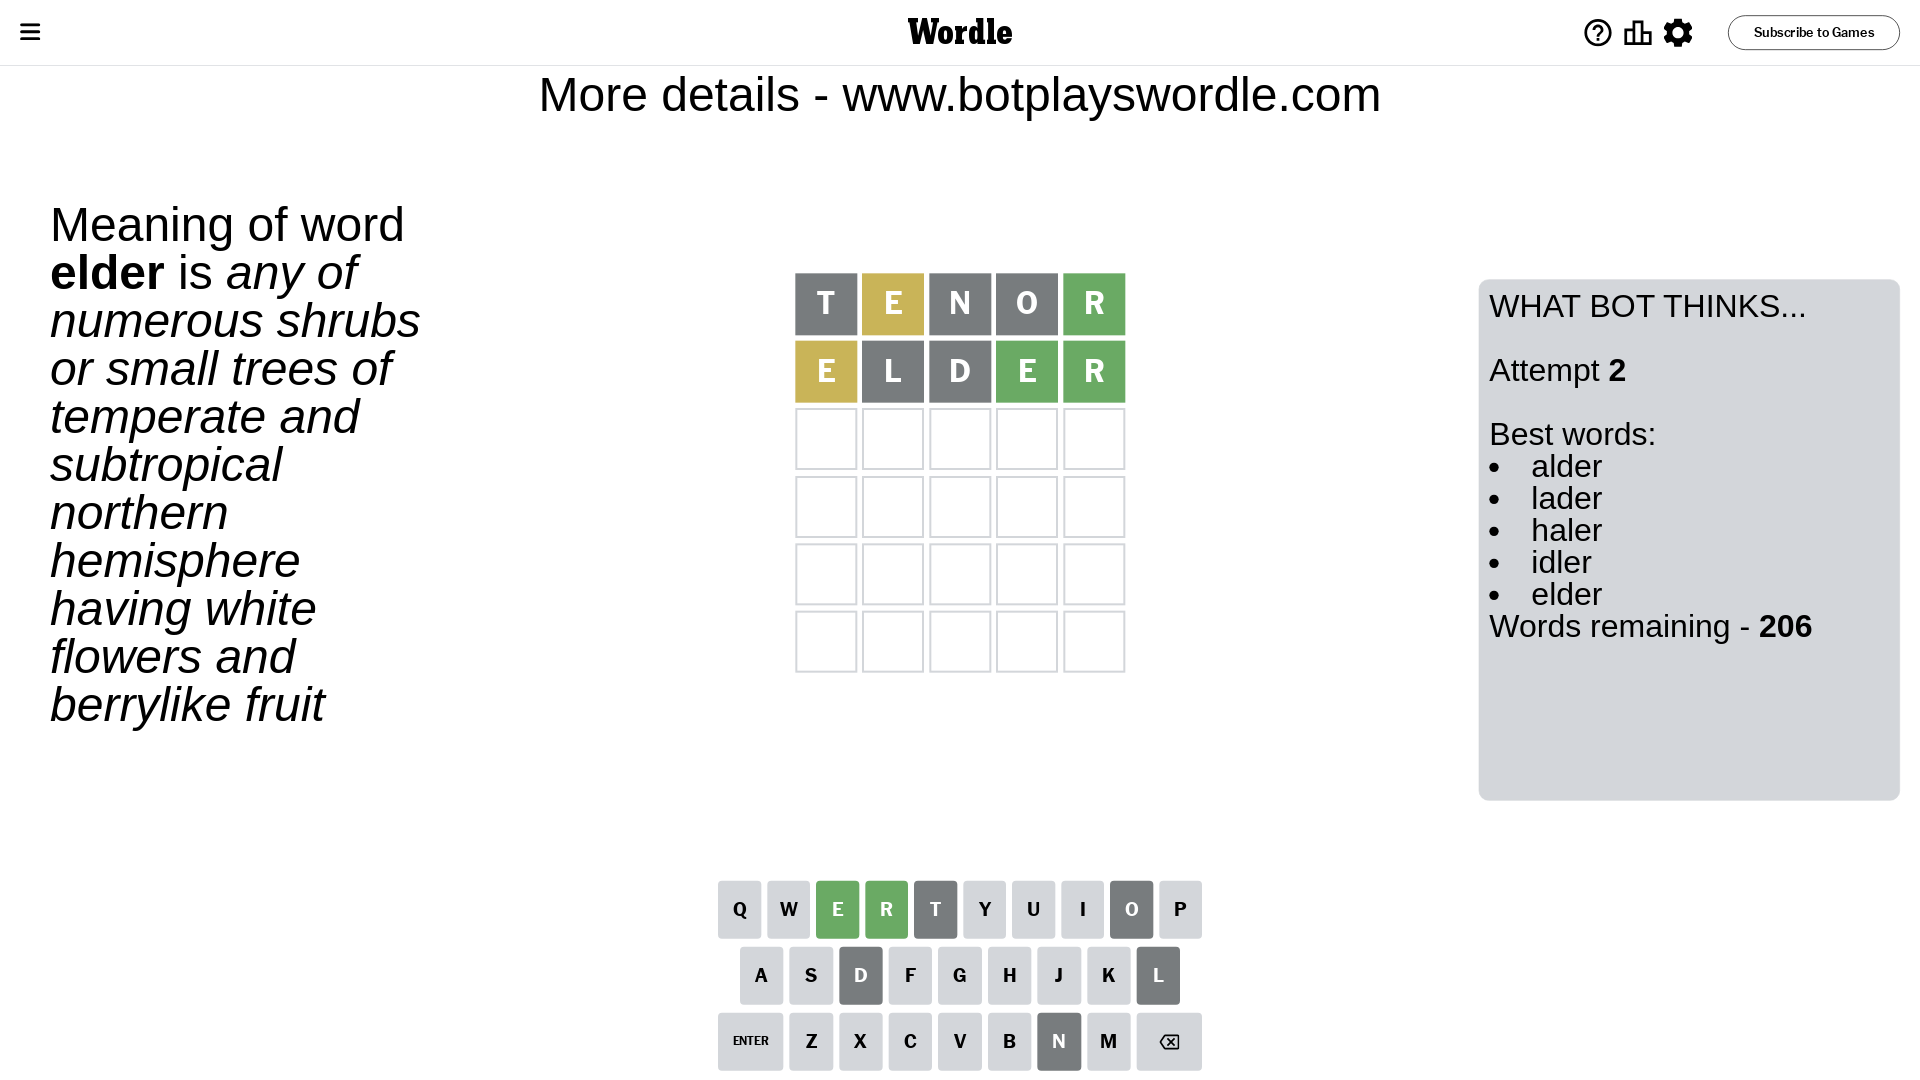 Wordle
Subscribe to Games
More details - www.botplayswordle.com
Meaning of word
elder is any of
numerous shrubs
or small trees of
temperate and
subtropical
northern
hemisphere
having white
flowers and
berrylike fruit
T E N O R
E L D E R
WHAT BOT THINKS...
Attempt 2
Best words:
• alder
• lader
• haler
• idler
• elder
Words remaining - 206
Q W E R T Y U I O P
A S D F G H J K L
ENTER Z X C V B N M